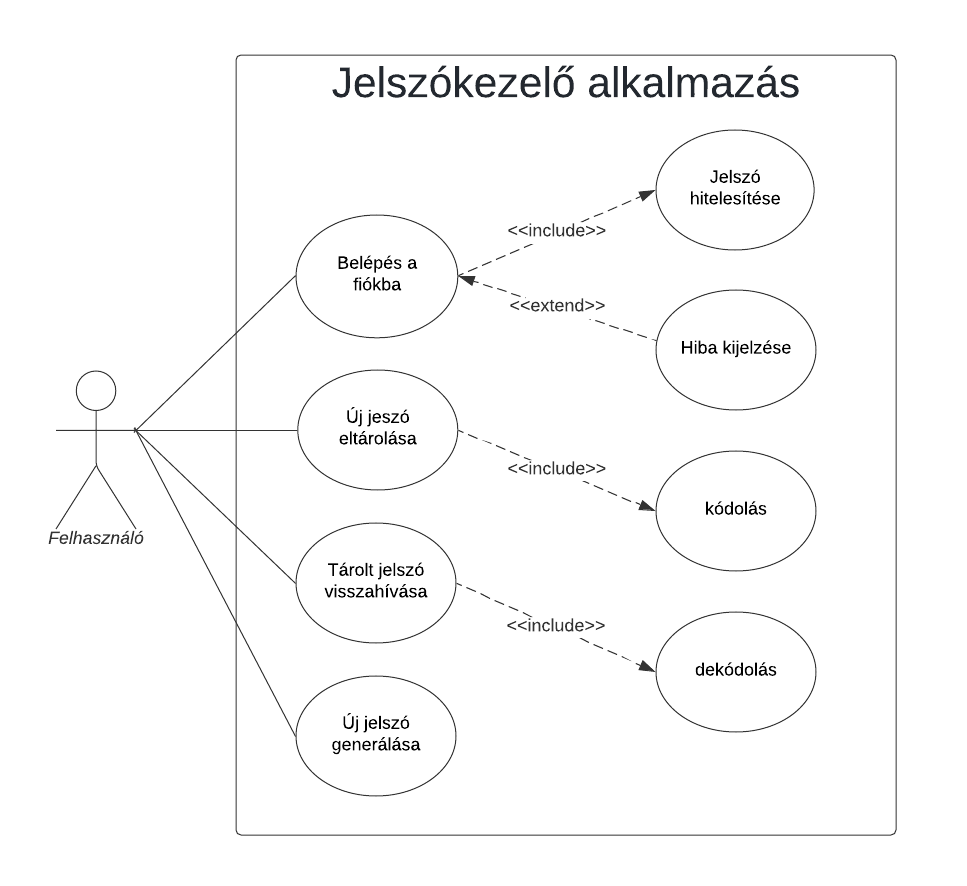 Jelszókezelő alkalmazás
Jelszó
hitelesítése
<<include>>
Belépés a
fiókba
<<extend>>
Hiba kijelzése
Új jeszó
eltárolása
<<include>>
kódolás
Felhasználó
Tárolt jelszó
visszahívása
<<include>>
dekódolás
Új jelszó
generálása